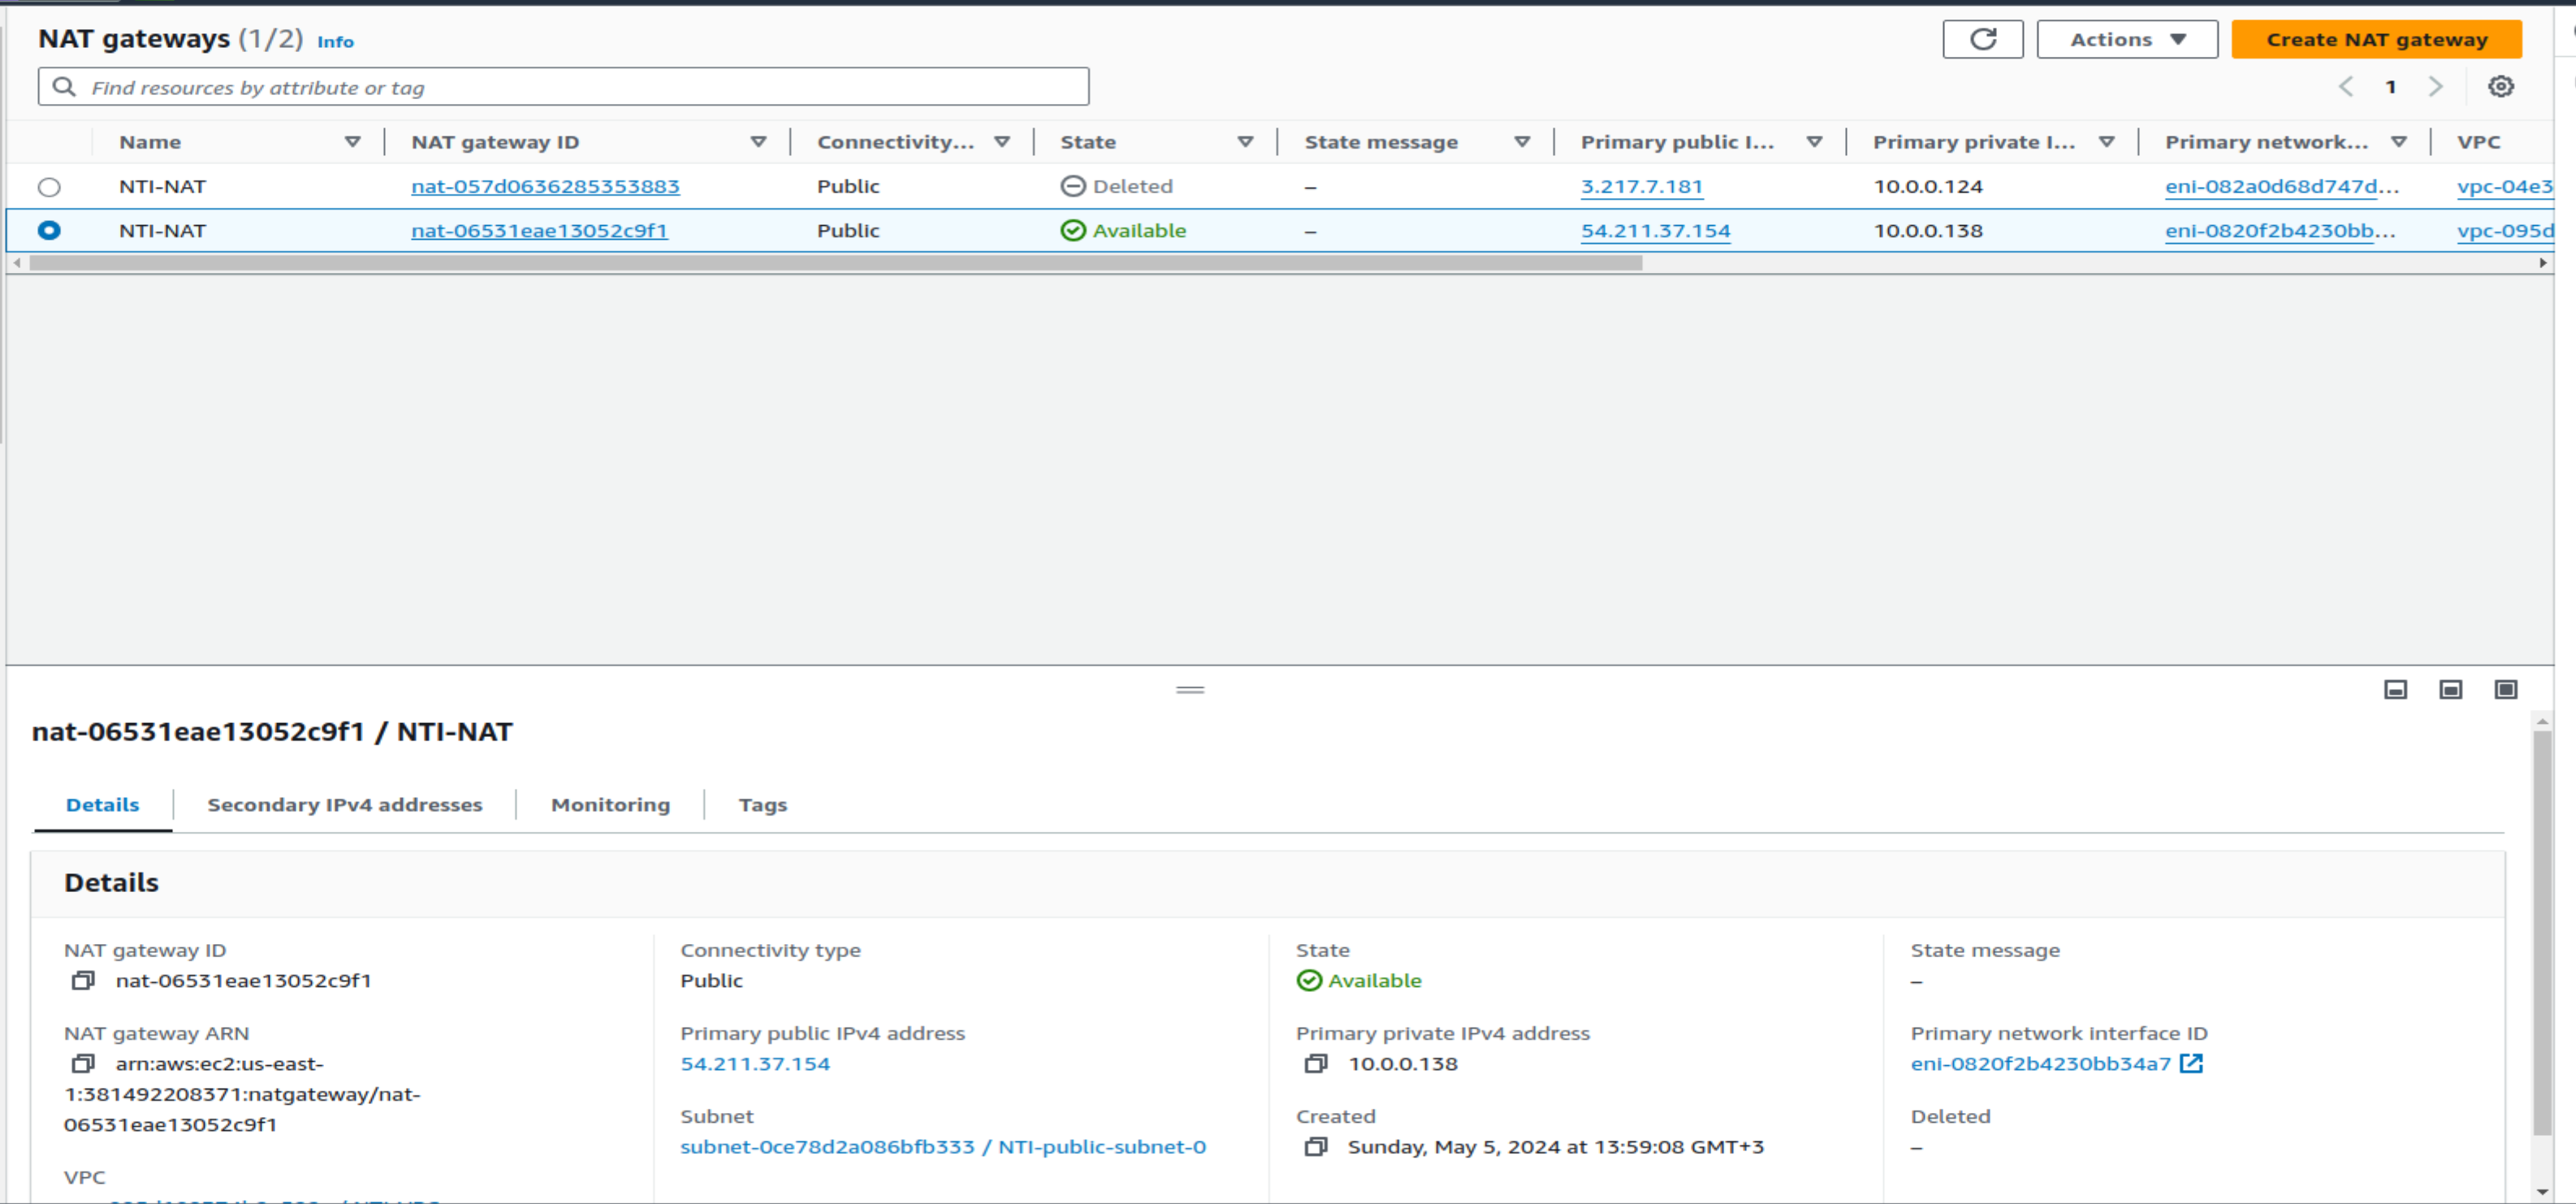 NAT gateways (1/2) Info
Actions
Create NAT gateway
Find resources by attribute or tag
1
Name
NAT gateway ID
Connectivity...
State
State message
Primary public I...
Primary private I...
Primary network...
VPC
NTI-NAT nat-057d0636285353883 Public Deleted – 3.217.7.181 10.0.0.124 eni-082a0d68d747d... vpc-04e3
NTI-NAT nat-06531eae13052c9f1 Public Available – 54.211.37.154 10.0.0.138 eni-0820f2b4230bb... vpc-095d
nat-06531eae13052c9f1 / NTI-NAT
Details
Secondary IPv4 addresses
Monitoring
Tags
Details
NAT gateway ID
nat-06531eae13052c9f1
Connectivity type
Public
State
Available
State message
–
NAT gateway ARN
arn:aws:ec2:us-east-
1:381492208371:natgateway/nat-
06531eae13052c9f1
Primary public IPv4 address
54.211.37.154
Primary private IPv4 address
10.0.0.138
Primary network interface ID
eni-0820f2b4230bb34a7
Subnet
subnet-0ce78d2a086bfb333 / NTI-public-subnet-0
Created
Sunday, May 5, 2024 at 13:59:08 GMT+3
Deleted
–
VPC